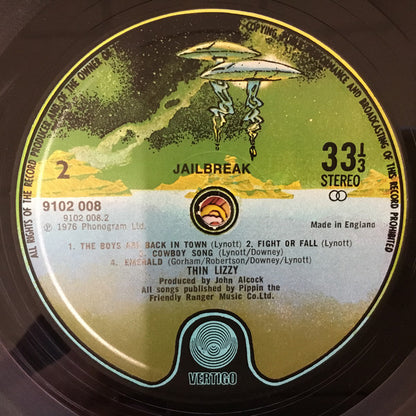 ALL RIGHTS OF THE RECORD PRODUCER AND OF THE OWNER OF
COPYING PERFORMANCE AND BROADCASTING OF THIS RECORD PROHIBITED
2
JAILBREAK
33 1/3
STEREO
9102 008
9102 008.2
℗ 1976 Phonogram Ltd.
Made in England
1. THE BOYS ARE BACK IN TOWN (Lynott) 2. FIGHT OR FALL (Lynott)
3. COWBOY SONG (Lynott/Downey)
4. EMERALD (Gorham/Robertson/Downey/Lynott)
THIN LIZZY
Produced by John Alcock
All songs published by Pippin the
Friendly Ranger Music Co.Ltd.
VERTIGO